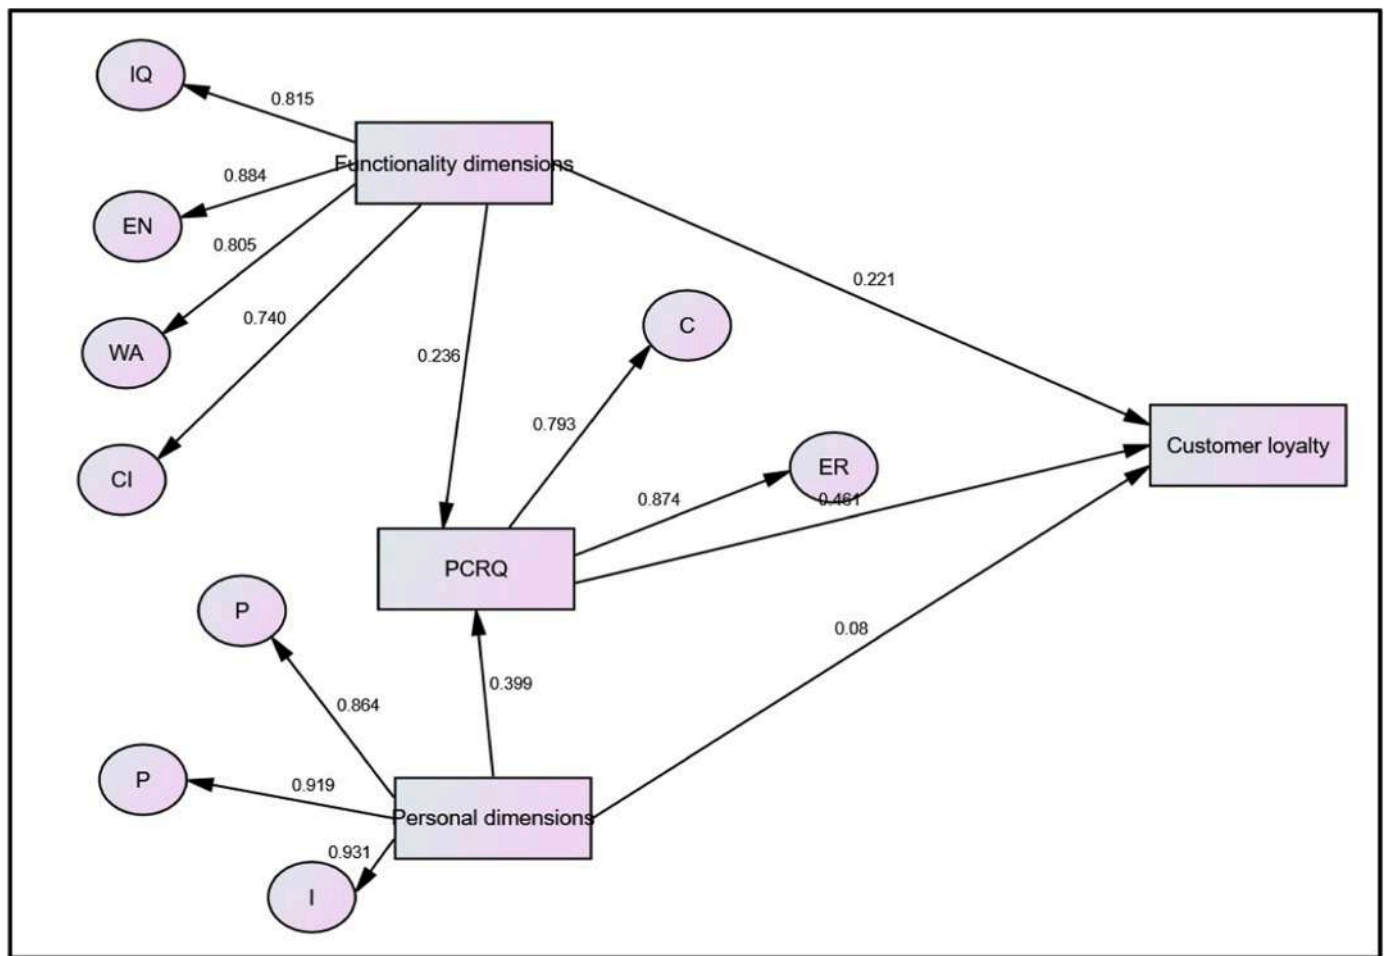 IQ
0.815
Functionality dimensions
0.884
EN
0.805
WA
0.740
CI
0.236
0.221
C
0.793
Customer loyalty
ER
0.874
0.461
PCRQ
P
0.08
0.399
0.864
P
0.919
Personal dimensions
0.931
I